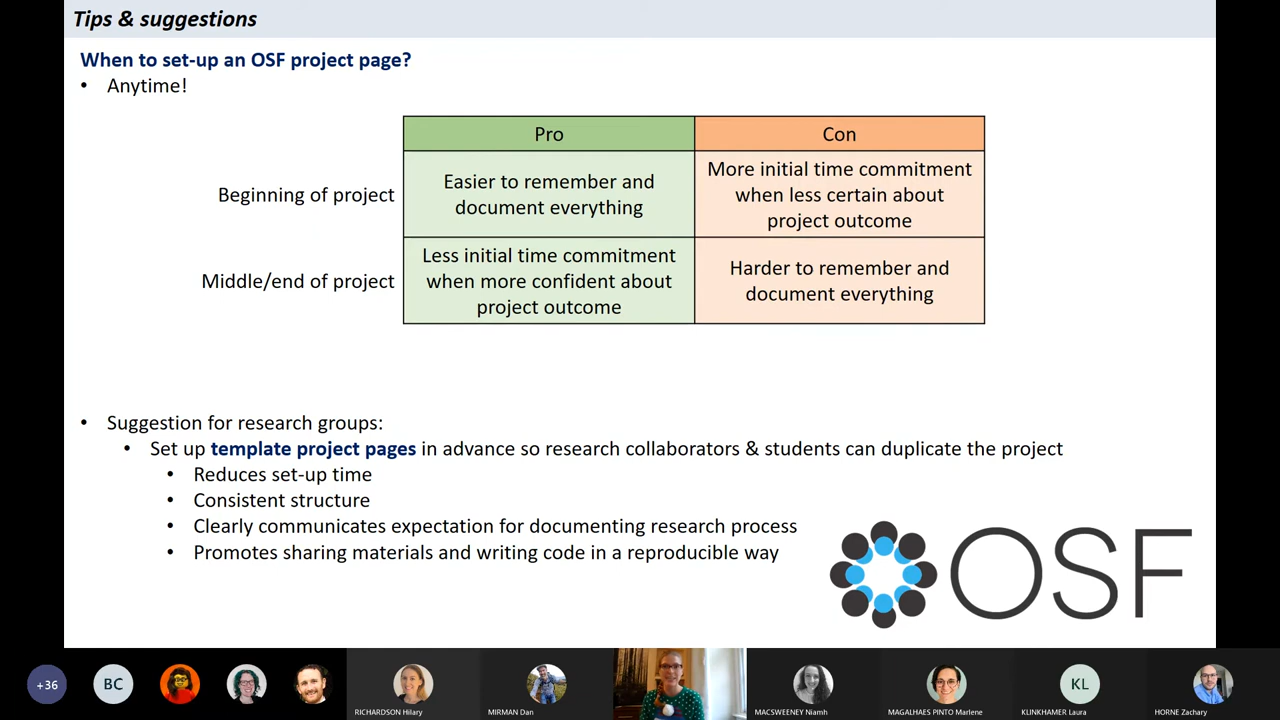 Tips & suggestions
When to set-up an OSF project page?
• Anytime!
Pro
Con
Beginning of project
Easier to remember and
document everything
More initial time commitment
when less certain about
project outcome
Middle/end of project
Less initial time commitment
when more confident about
project outcome
Harder to remember and
document everything
• Suggestion for research groups:
• Set up template project pages in advance so research collaborators & students can duplicate the project
• Reduces set-up time
• Consistent structure
• Clearly communicates expectation for documenting research process
• Promotes sharing materials and writing code in a reproducible way
OSF
+36
BC
RICHARDSON Hilary
MIRMAN Dan
MACSWEENEY Niamh
MAGALHAES PINTO Marlene
KL
KLINKHAMER Laura
HORNE Zachary